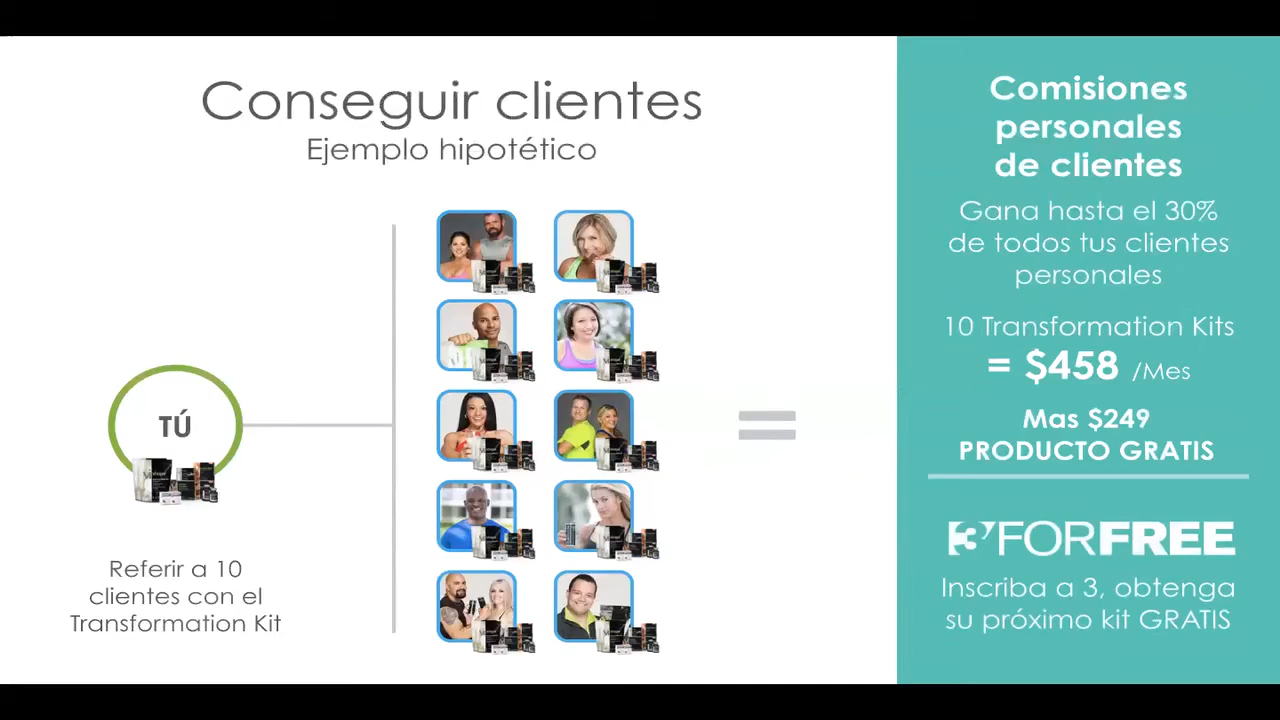 Conseguir clientes
Ejemplo hipotético
TÚ
Referir a 10
clientes con el
Transformation Kit
Comisiones
personales
de clientes
Gana hasta el 30%
de todos tus clientes
personales
10 Transformation Kits
= $458 /Mes
Mas $249
PRODUCTO GRATIS
3FORFREE
Inscriba a 3, obtenga
su próximo kit GRATIS